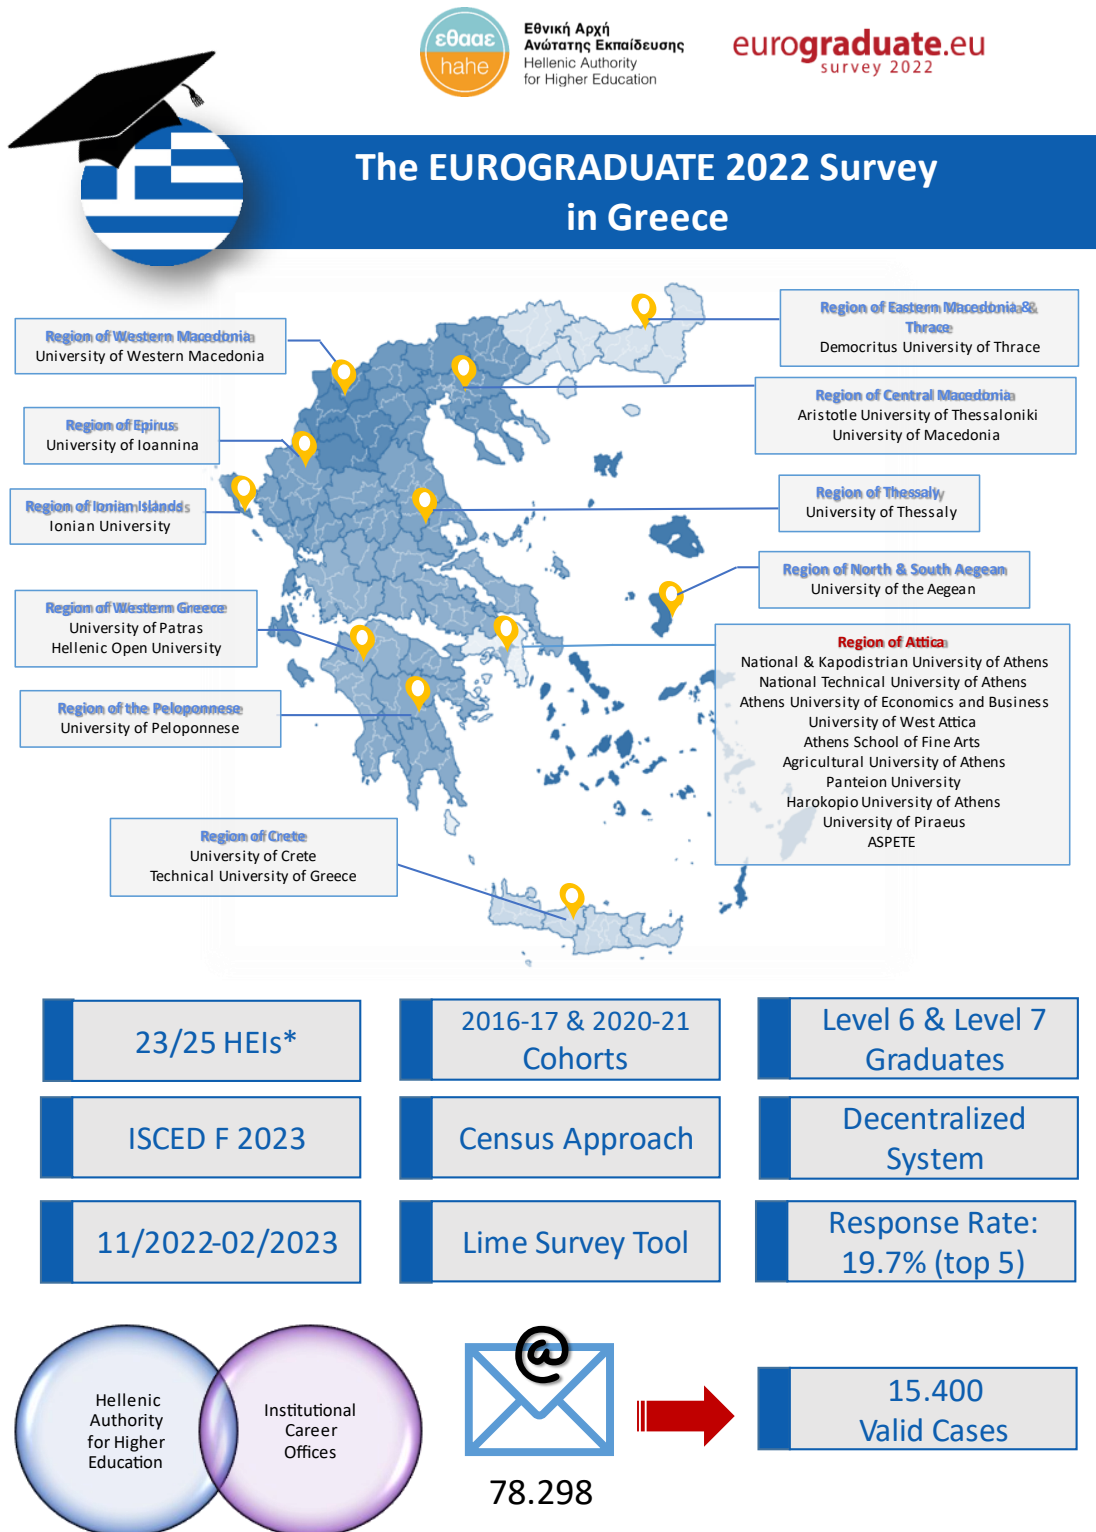 εθααε
hahe
Εθνική Αρχή
Ανώτατης Εκπαίδευσης
Hellenic Authority
for Higher Education
eurograduate.eu
survey 2022
The EUROGRADUATE 2022 Survey
in Greece
Region of Western Macedonia
University of Western Macedonia
Region of Eastern Macedonia &
Thrace
Democritus University of Thrace
Region of Central Macedonia
Aristotle University of Thessaloniki
University of Macedonia
Region of Epirus
University of Ioannina
Region of Ionian Islands
Ionian University
Region of Thessaly
University of Thessaly
Region of North & South Aegean
University of the Aegean
Region of Western Greece
University of Patras
Hellenic Open University
Region of Attica
National & Kapodistrian University of Athens
National Technical University of Athens
Athens University of Economics and Business
University of West Attica
Athens School of Fine Arts
Agricultural University of Athens
Panteion University
Harokopio University of Athens
University of Piraeus
ASPETE
Region of the Peloponnese
University of Peloponnese
Region of Crete
University of Crete
Technical University of Greece
23/25 HEIs*
2016-17 & 2020-21
Cohorts
Level 6 & Level 7
Graduates
ISCED F 2023
Census Approach
Decentralized
System
11/2022-02/2023
Lime Survey Tool
Response Rate:
19.7% (top 5)
Hellenic
Authority
for Higher
Education
Institutional
Career
Offices
@
78.298
15.400
Valid Cases